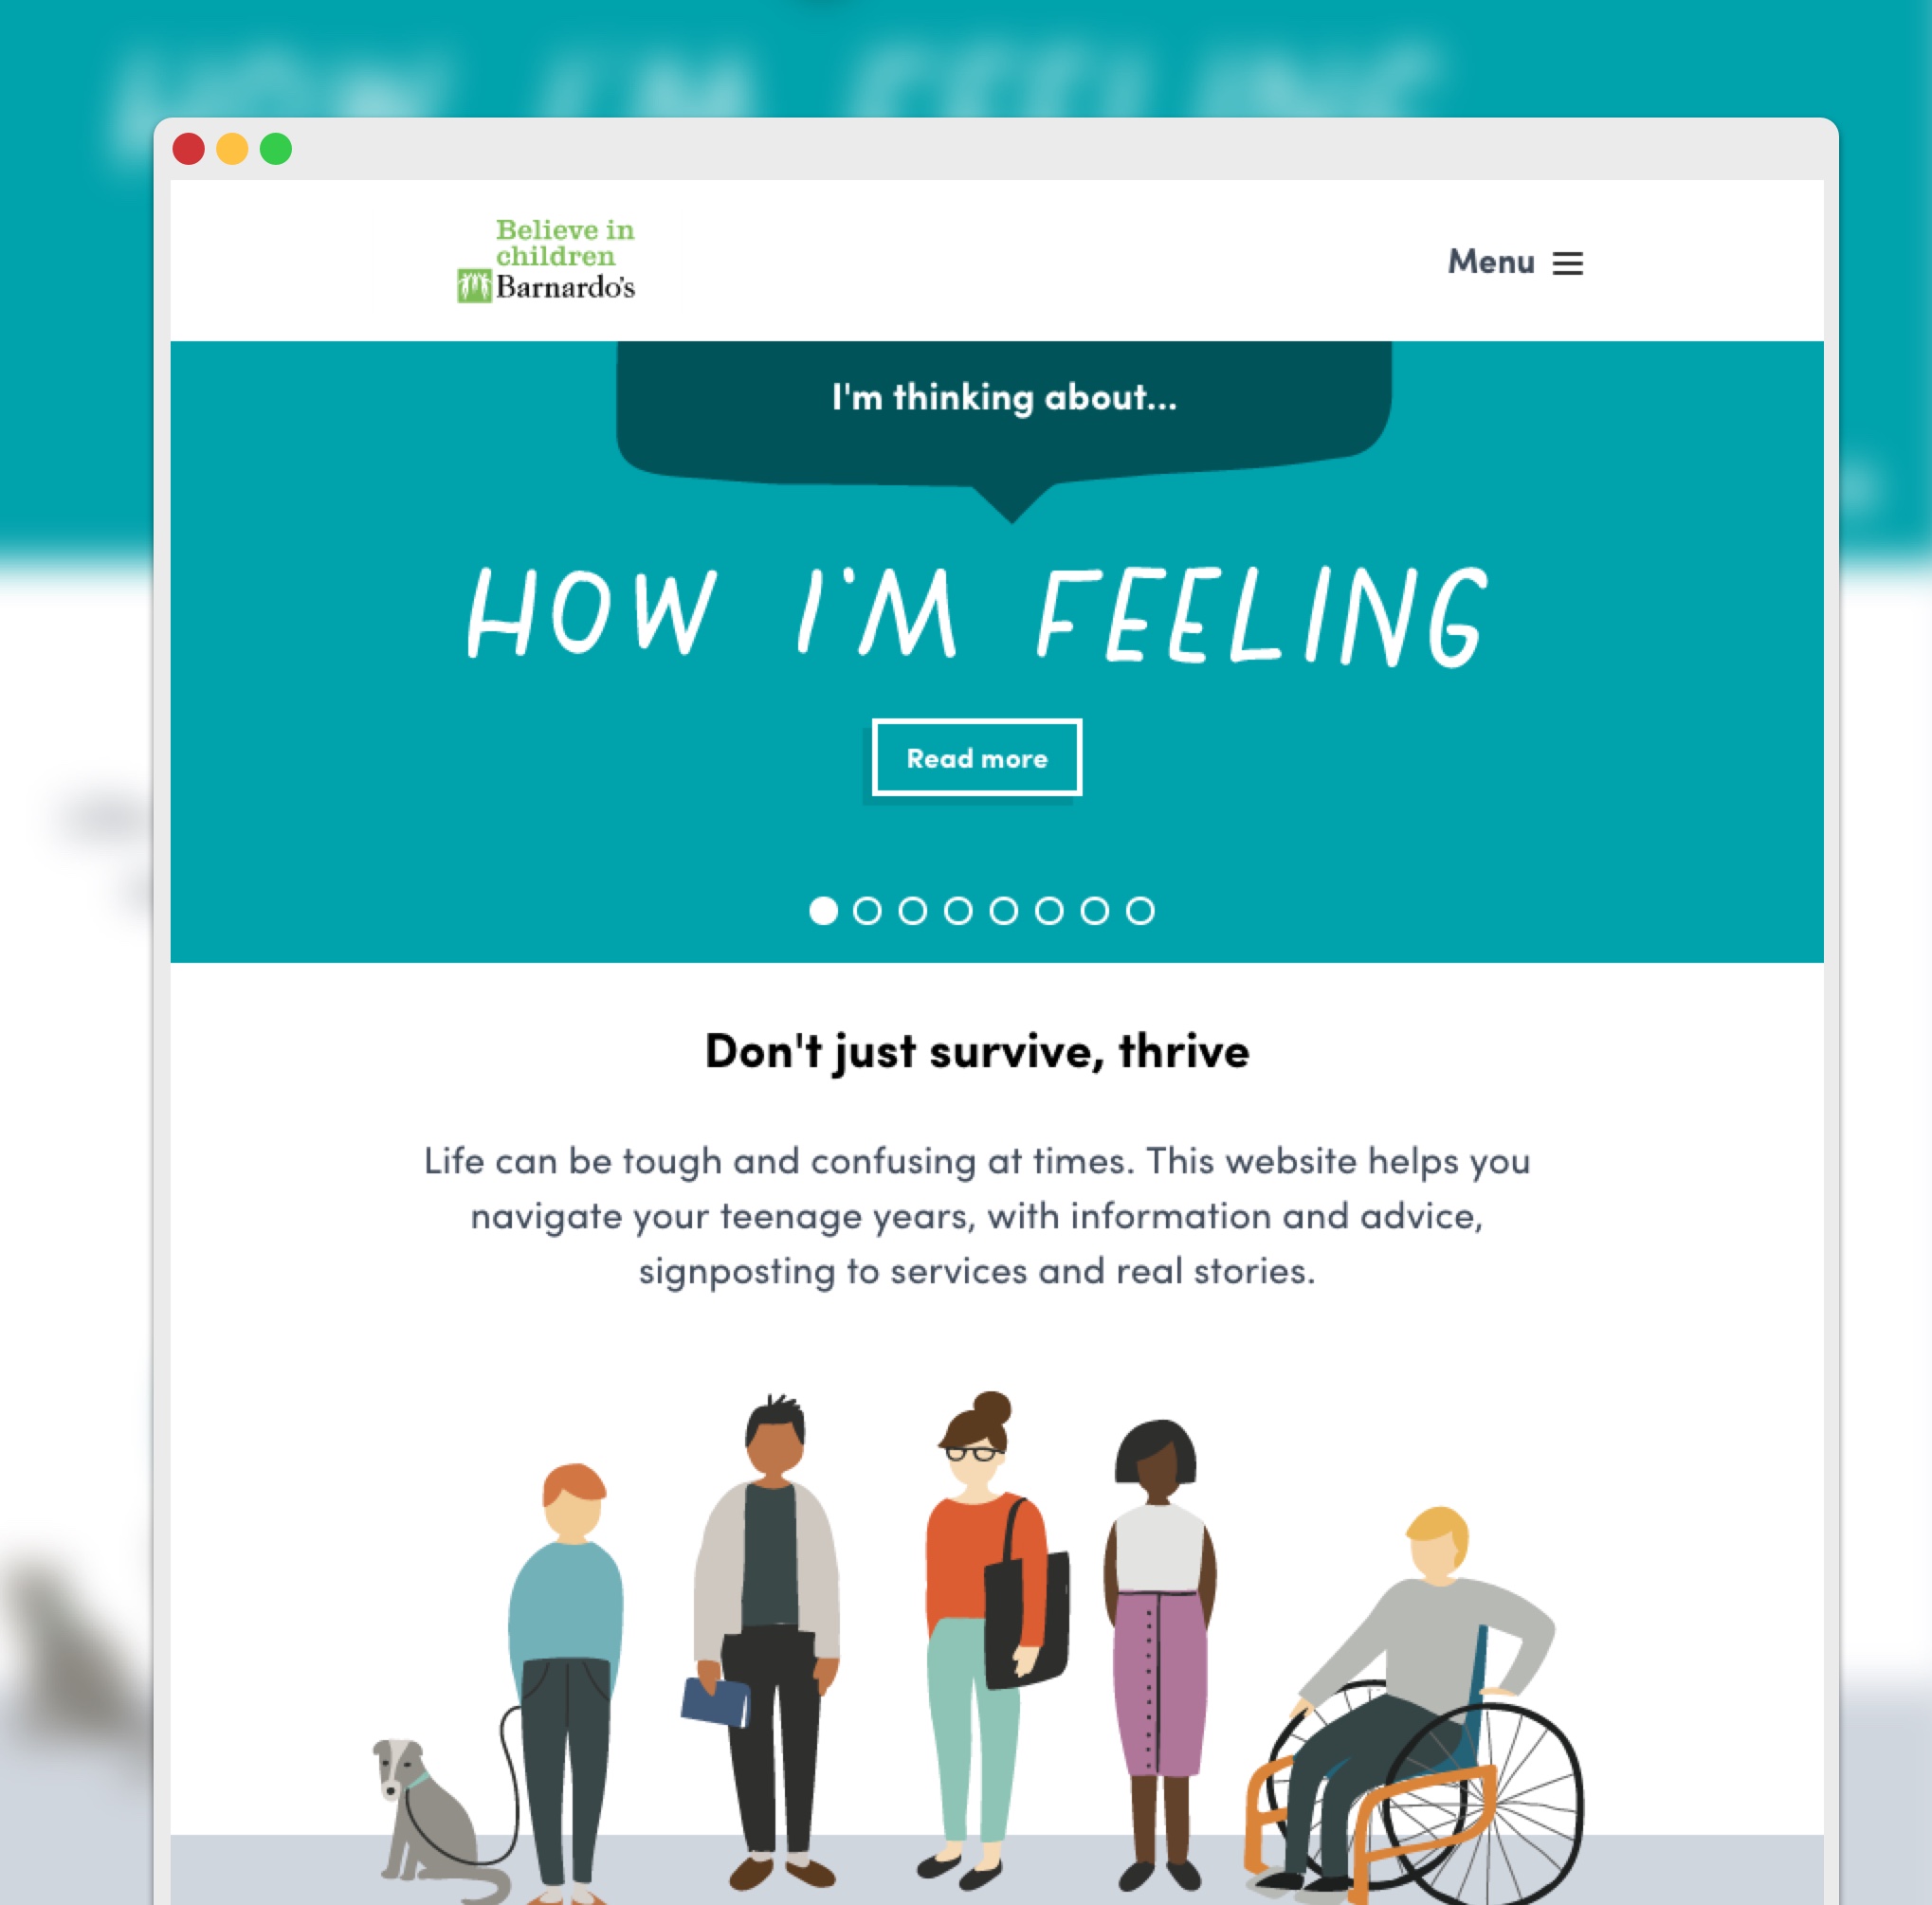 HOW I'M FEELING
Believe in
children
Barnardo's
Menu
I'm thinking about...
HOW I'M FEELING
Read more
Don't just survive, thrive
Life can be tough and confusing at times. This website helps you
navigate your teenage years, with information and advice,
signposting to services and real stories.